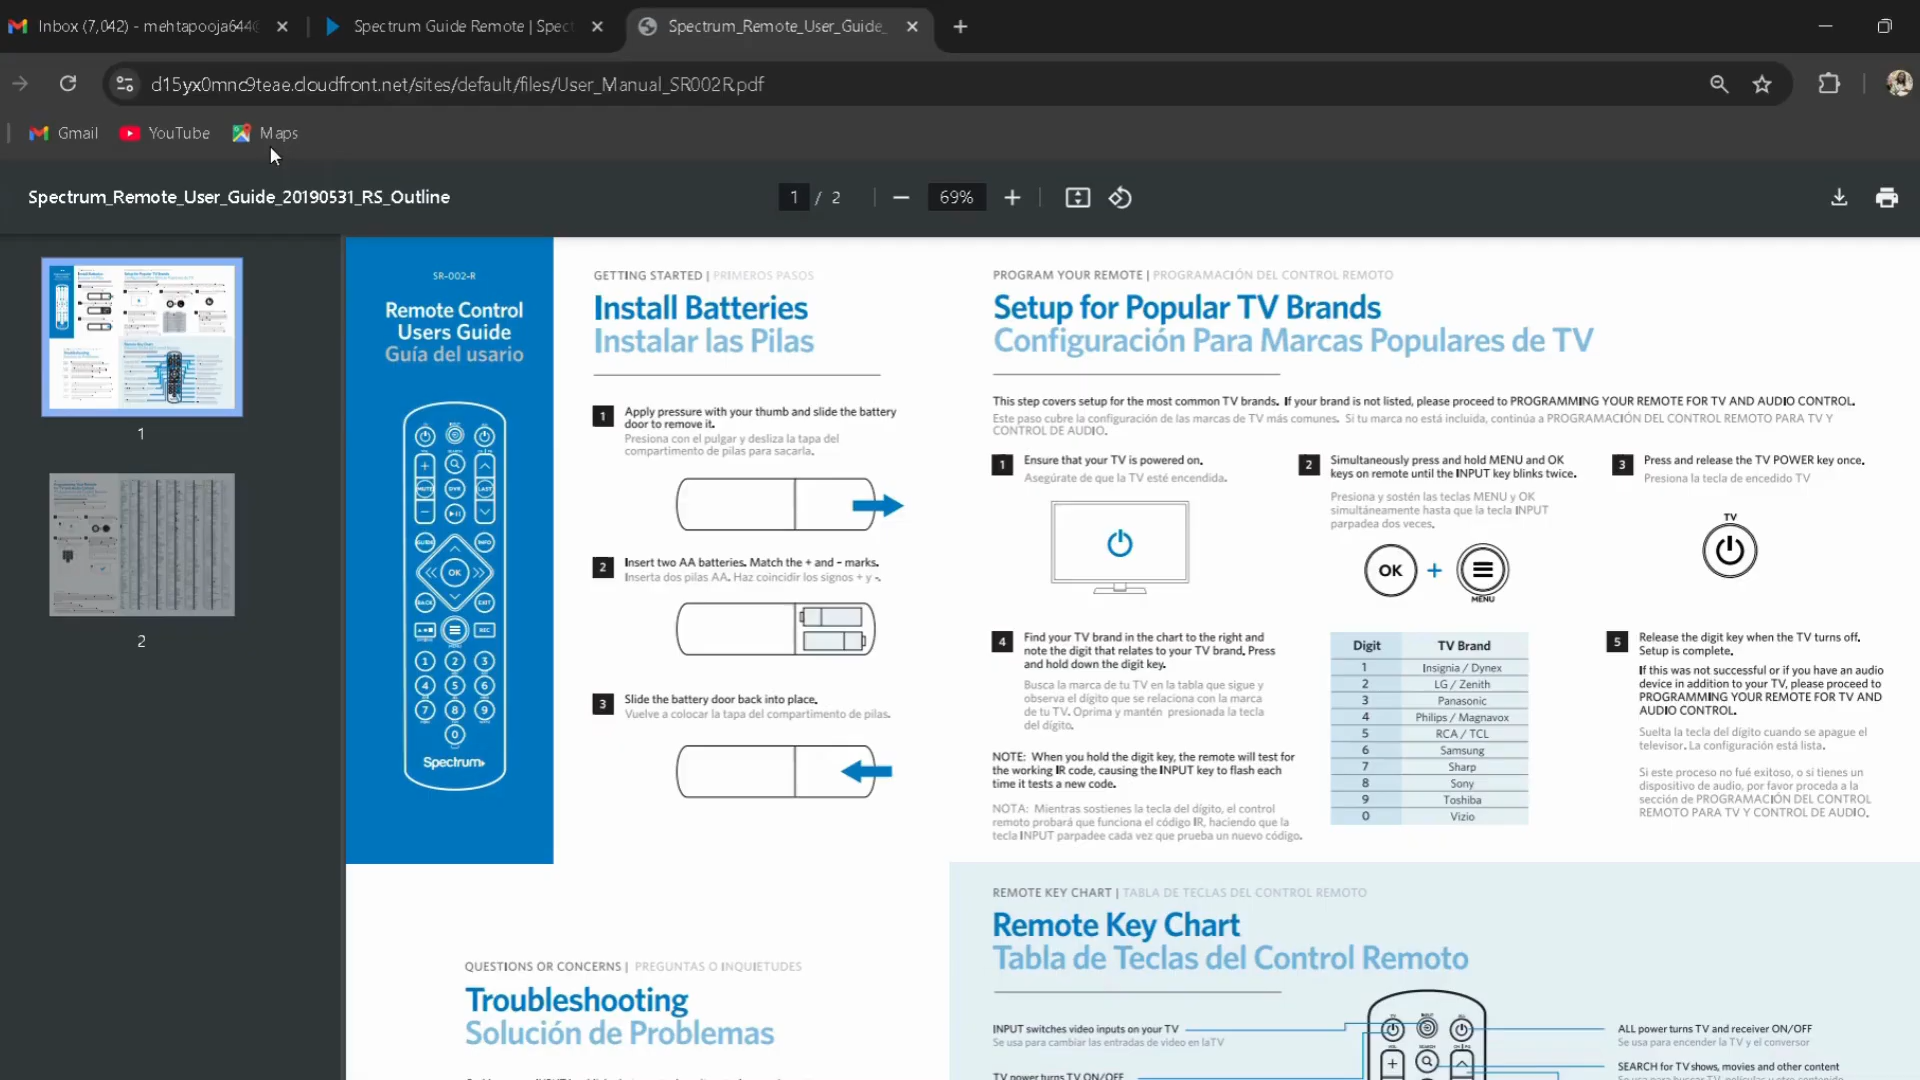 Inbox (7,042) - mehtapooja644@
Spectrum Guide Remote | Spect
Spectrum_Remote_User_Guide_
d15yx0mnc9teae.cloudfront.net/sites/default/files/User_Manual_SR002R.pdf
Gmail
YouTube
Maps
Spectrum_Remote_User_Guide_20190531_RS_Outline
1 / 2
69%
1
2
SR-002-R
Remote Control
Users Guide
Guía del usario
OK
Spectrum
GETTING STARTED | PRIMEROS PASOS
Install Batteries
Instalar las Pilas
1 Apply pressure with your thumb and slide the battery
door to remove it.
Presiona con el pulgar y desliza la tapa del
compartimento de pilas para sacarla.
2 Insert two AA batteries. Match the + and – marks.
Inserta dos pilas AA. Haz coincidir los signos + y -.
3 Slide the battery door back into place.
Vuelve a colocar la tapa del compartimento de pilas.
PROGRAM YOUR REMOTE | PROGRAMACIÓN DEL CONTROL REMOTO
Setup for Popular TV Brands
Configuración Para Marcas Populares de TV
This step covers setup for the most common TV brands. If your brand is not listed, please proceed to PROGRAMMING YOUR REMOTE FOR TV AND AUDIO CONTROL.
Este paso cubre la configuración de las marcas de TV más comunes. Si tu marca no está incluida, continúa a PROGRAMACIÓN DEL CONTROL REMOTO PARA TV Y
CONTROL DE AUDIO.
1 Ensure that your TV is powered on.
Asegúrate de que la TV esté encendida.
2 Simultaneously press and hold MENU and OK
keys on remote until the INPUT key blinks twice.
Presiona y sostén las teclas MENU y OK
simultáneamente hasta que la tecla INPUT
parpadea dos veces.
OK +
MENU
3 Press and release the TV POWER key once.
Presiona la tecla de encedido TV
TV
4 Find your TV brand in the chart to the right and
note the digit that relates to your TV brand. Press
and hold down the digit key.
Busca la marca de tu TV en la tabla que sigue y
observa el dígito que se relaciona con la marca
de tu TV. Oprima y mantén presionada la tecla
del dígito.
NOTE: When you hold the digit key, the remote will test for
the working IR code, causing the INPUT key to flash each
time it tests a new code.
NOTA: Mientras sostienes la tecla del dígito, el control
remoto probará que funciona el código IR, haciendo que la
tecla INPUT parpadee cada vez que prueba un nuevo código.
Digit TV Brand
1 Insignia / Dynex
2 LG / Zenith
3 Panasonic
4 Philips / Magnavox
5 RCA / TCL
6 Samsung
7 Sharp
8 Sony
9 Toshiba
0 Vizio
5 Release the digit key when the TV turns off.
Setup is complete.
If this was not successful or if you have an audio
device in addition to your TV, please proceed to
PROGRAMMING YOUR REMOTE FOR TV AND
AUDIO CONTROL.
Suelta la tecla del dígito cuando se apague el
televisor. La configuración está lista.
Si este proceso no fué exitoso, o si tienes un
dispositivo de audio, por favor proceda a la
sección de PROGRAMACIÓN DEL CONTROL
REMOTO PARA TV Y CONTROL DE AUDIO.
QUESTIONS OR CONCERNS | PREGUNTAS O INQUIETUDES
Troubleshooting
Solución de Problemas
REMOTE KEY CHART | TABLA DE TECLAS DEL CONTROL REMOTO
Remote Key Chart
Tabla de Teclas del Control Remoto
INPUT switches video inputs on your TV
Se usa para cambiar las entradas de video en laTV
TV power turns TV ON/OFF
ALL power turns TV and receiver ON/OFF
Se usa para encender la TV y el conversor
SEARCH for TV shows, movies and other content